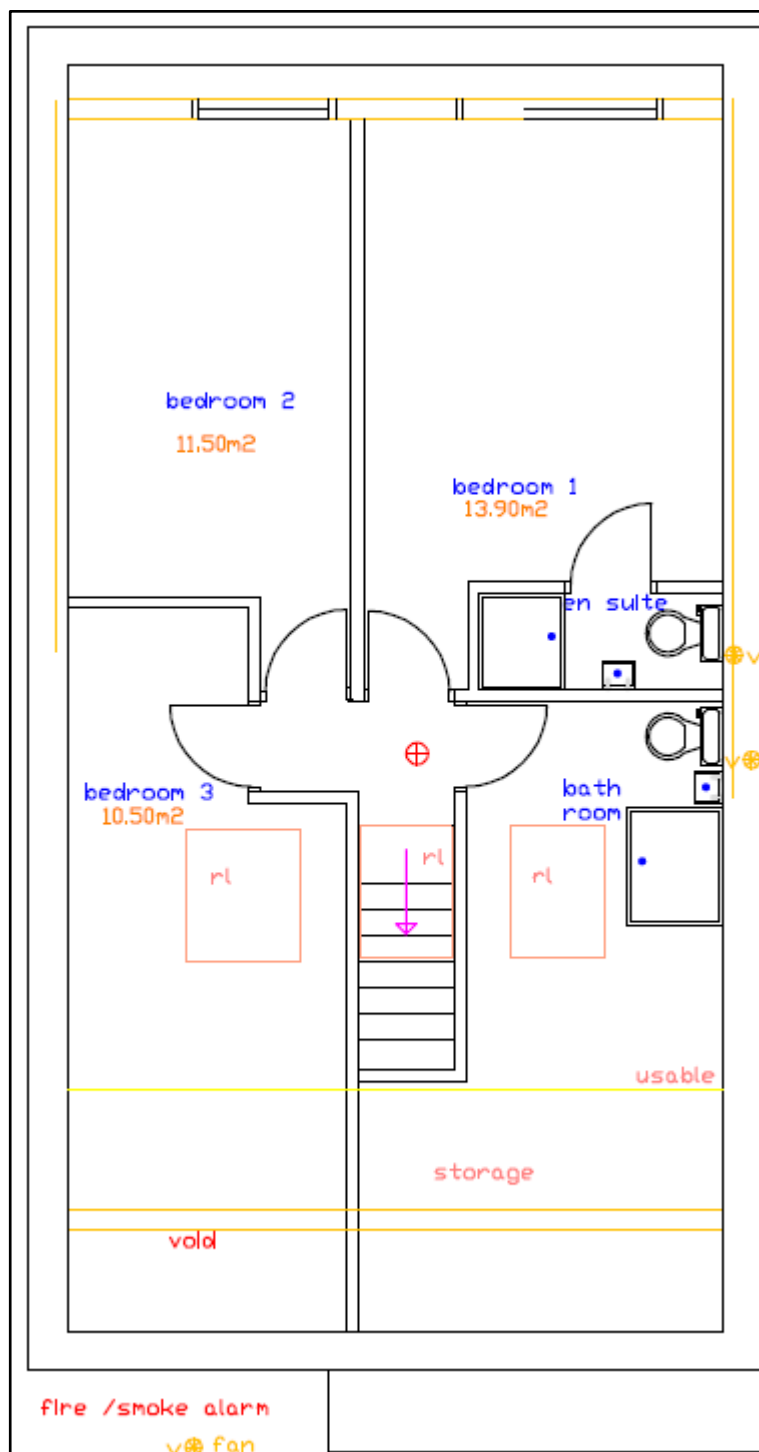 bedroom 2
11.50m2
bedroom 1
13.90m2
en suite
v
v
bedroom 3
10.50m2
bath
room
rl
rl
rl
usable
storage
void
fire /smoke alarm
v fan